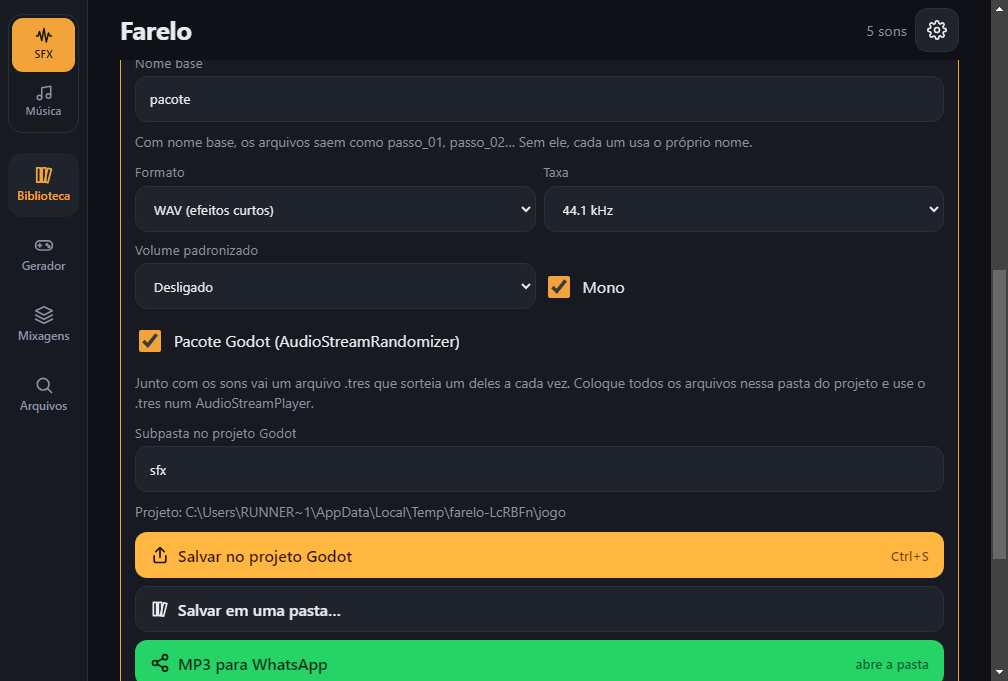 SFX
Música
Biblioteca
Gerador
Mixagens
Arquivos
Farelo
5 sons
Nome base
pacote
Com nome base, os arquivos saem como passo_01, passo_02... Sem ele, cada um usa o próprio nome.
Formato
Taxa
WAV (efeitos curtos)
44.1 kHz
Volume padronizado
Desligado
Mono
Pacote Godot (AudioStreamRandomizer)
Junto com os sons vai um arquivo .tres que sorteia um deles a cada vez. Coloque todos os arquivos nessa pasta do projeto e use o
.tres num AudioStreamPlayer.
Subpasta no projeto Godot
sfx
Projeto: C:\Users\RUNNER~1\AppData\Local\Temp\farelo-LcRBFn\jogo
Salvar no projeto Godot
Ctrl+S
Salvar em uma pasta...
MP3 para WhatsApp
abre a pasta